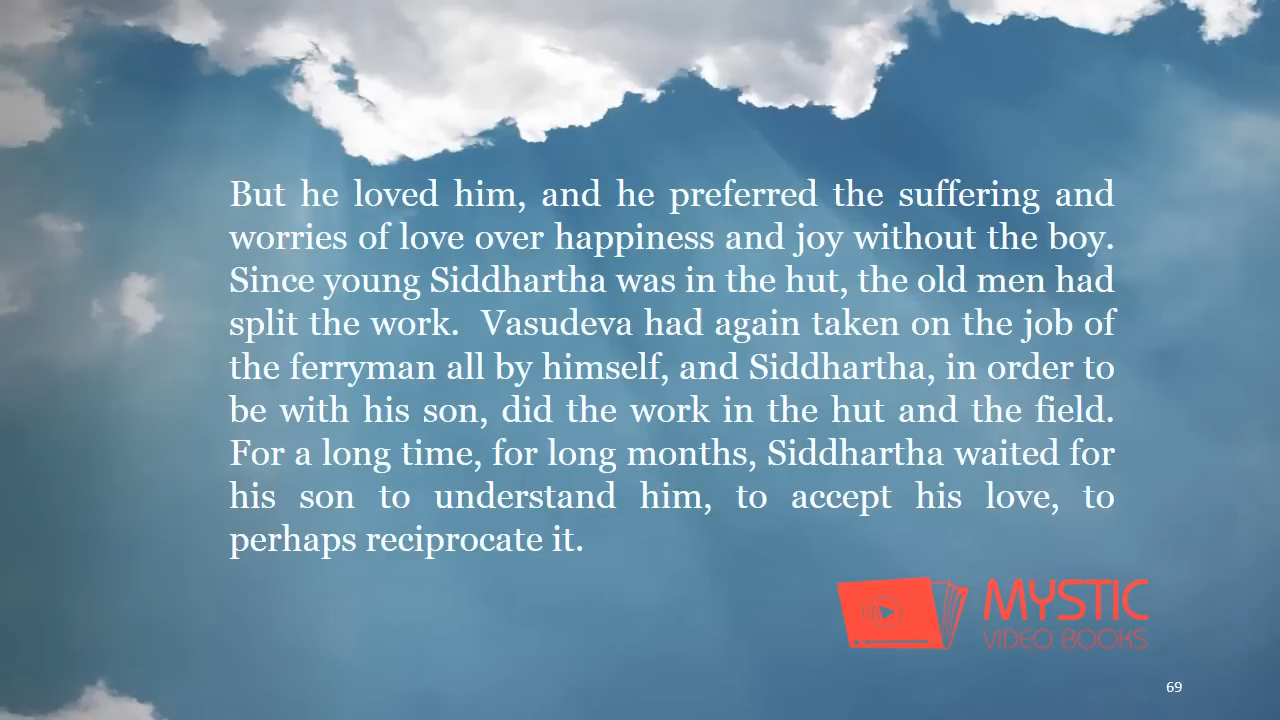 But he loved him, and he preferred the suffering and
worries of love over happiness and joy without the boy.
Since young Siddhartha was in the hut, the old men had
split the work.  Vasudeva had again taken on the job of
the ferryman all by himself, and Siddhartha, in order to
be with his son, did the work in the hut and the field.
For a long time, for long months, Siddhartha waited for
his son to understand him, to accept his love, to
perhaps reciprocate it.
MYSTIC
VIDEO BOOKS
69